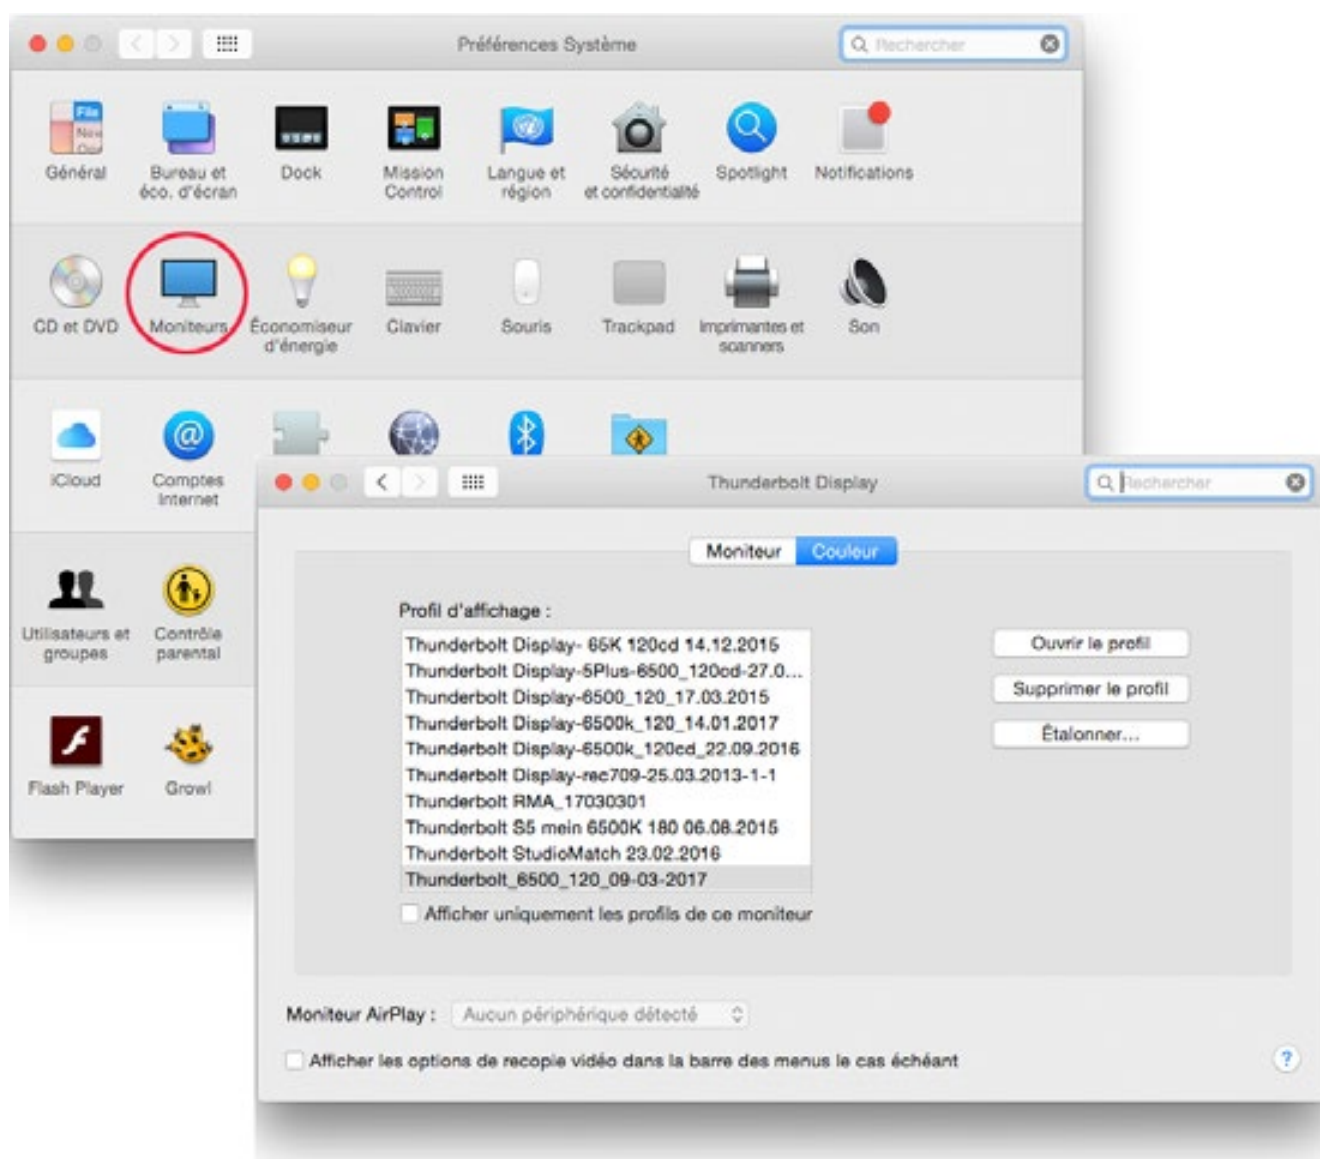 Préférences Système
Rechercher
File
New
Général
Bureau et
éco. d'écran
Dock
Mission
Control
Langue et
région
Sécurité
et confidentialité
Spotlight
Notifications
CD et DVD
Moniteurs
Économiseur
d'énergie
Clavier
Souris
Trackpad
Imprimantes et
scanners
Son
iCloud
Comptes
Internet
Utilisateurs et
groupes
Contrôle
parental
Flash Player
Growl
Thunderbolt Display
Rechercher
Moniteur
Couleur
Profil d'affichage :
Thunderbolt Display- 65K 120cd 14.12.2015
Thunderbolt Display-5Plus-6500_120cd-27.0...
Thunderbolt Display-6500_120_17.03.2015
Thunderbolt Display-6500k_120_14.01.2017
Thunderbolt Display-6500k_120cd_22.09.2016
Thunderbolt Display-rec709-25.03.2013-1-1
Thunderbolt RMA_17030301
Thunderbolt S5 mein 6500K 180 06.08.2015
Thunderbolt StudioMatch 23.02.2016
Thunderbolt_6500_120_09-03-2017
Ouvrir le profil
Supprimer le profil
Étalonner...
Afficher uniquement les profils de ce moniteur
Moniteur AirPlay :
Aucun périphérique détecté
Afficher les options de recopie vidéo dans la barre des menus le cas échéant
?